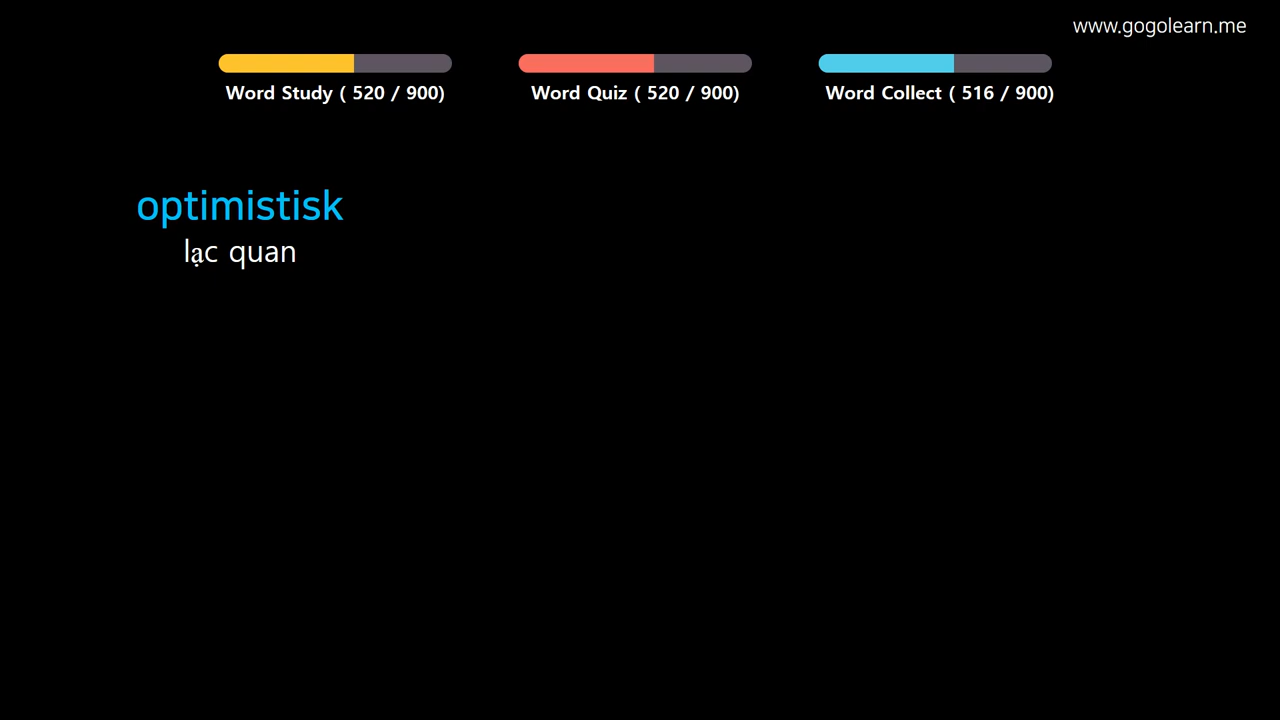 www.gogolearn.me
Word Study ( 520 / 900)
Word Quiz ( 520 / 900)
Word Collect ( 516 / 900)
optimistisk
lạc quan